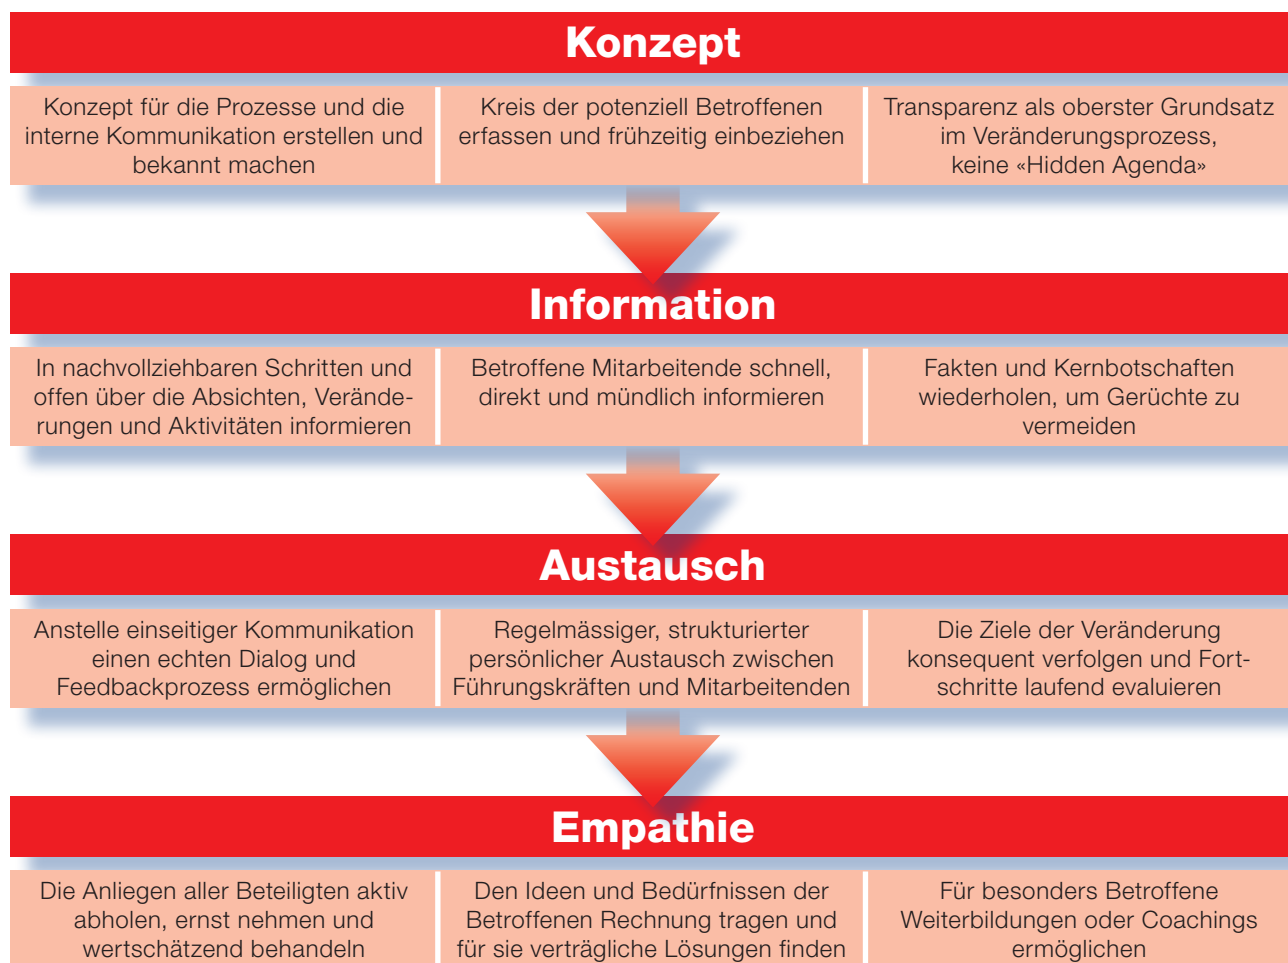 Konzept
Konzept für die Prozesse und die
interne Kommunikation erstellen und
bekannt machen
Kreis der potenziell Betroffenen
erfassen und frühzeitig einbeziehen
Transparenz als oberster Grundsatz
im Veränderungsprozess,
keine «Hidden Agenda»
Information
In nachvollziehbaren Schritten und
offen über die Absichten, Verände-
rungen und Aktivitäten informieren
Betroffene Mitarbeitende schnell,
direkt und mündlich informieren
Fakten und Kernbotschaften
wiederholen, um Gerüchte zu
vermeiden
Austausch
Anstelle einseitiger Kommunikation
einen echten Dialog und
Feedbackprozess ermöglichen
Regelmässiger, strukturierter
persönlicher Austausch zwischen
Führungskräften und Mitarbeitenden
Die Ziele der Veränderung
konsequent verfolgen und Fort-
schritte laufend evaluieren
Empathie
Die Anliegen aller Beteiligten aktiv
abholen, ernst nehmen und
wertschätzend behandeln
Den Ideen und Bedürfnissen der
Betroffenen Rechnung tragen und
für sie verträgliche Lösungen finden
Für besonders Betroffene
Weiterbildungen oder Coachings
ermöglichen